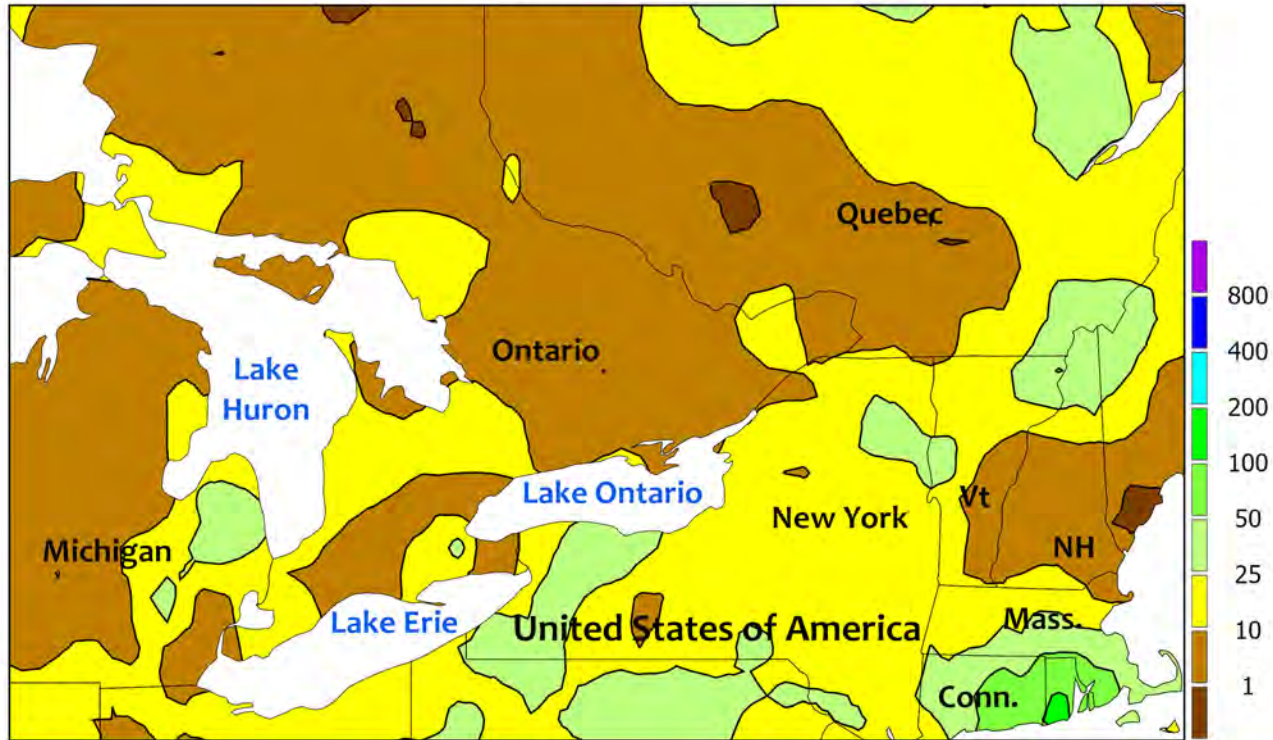 Quebec
Ontario
Lake
Huron
Lake Ontario
New York
Vt
NH
Michigan
Lake Erie
United States of America
Mass.
Conn.
800
400
200
100
50
25
10
1